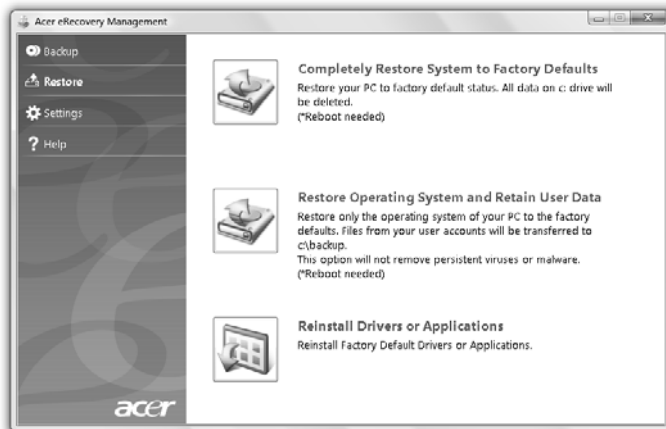 Acer eRecovery Management
Backup
Restore
Settings
Help
Completely Restore System to Factory Defaults
Restore your PC to factory default status. All data on c: drive will
be deleted.
(*Reboot needed)
Restore Operating System and Retain User Data
Restore only the operating system of your PC to the factory
defaults. Files from your user accounts will be transferred to
c:\backup.
This option will not remove persistent viruses or malware.
(*Reboot needed)
Reinstall Drivers or Applications
Reinstall Factory Default Drivers or Applications.
acer